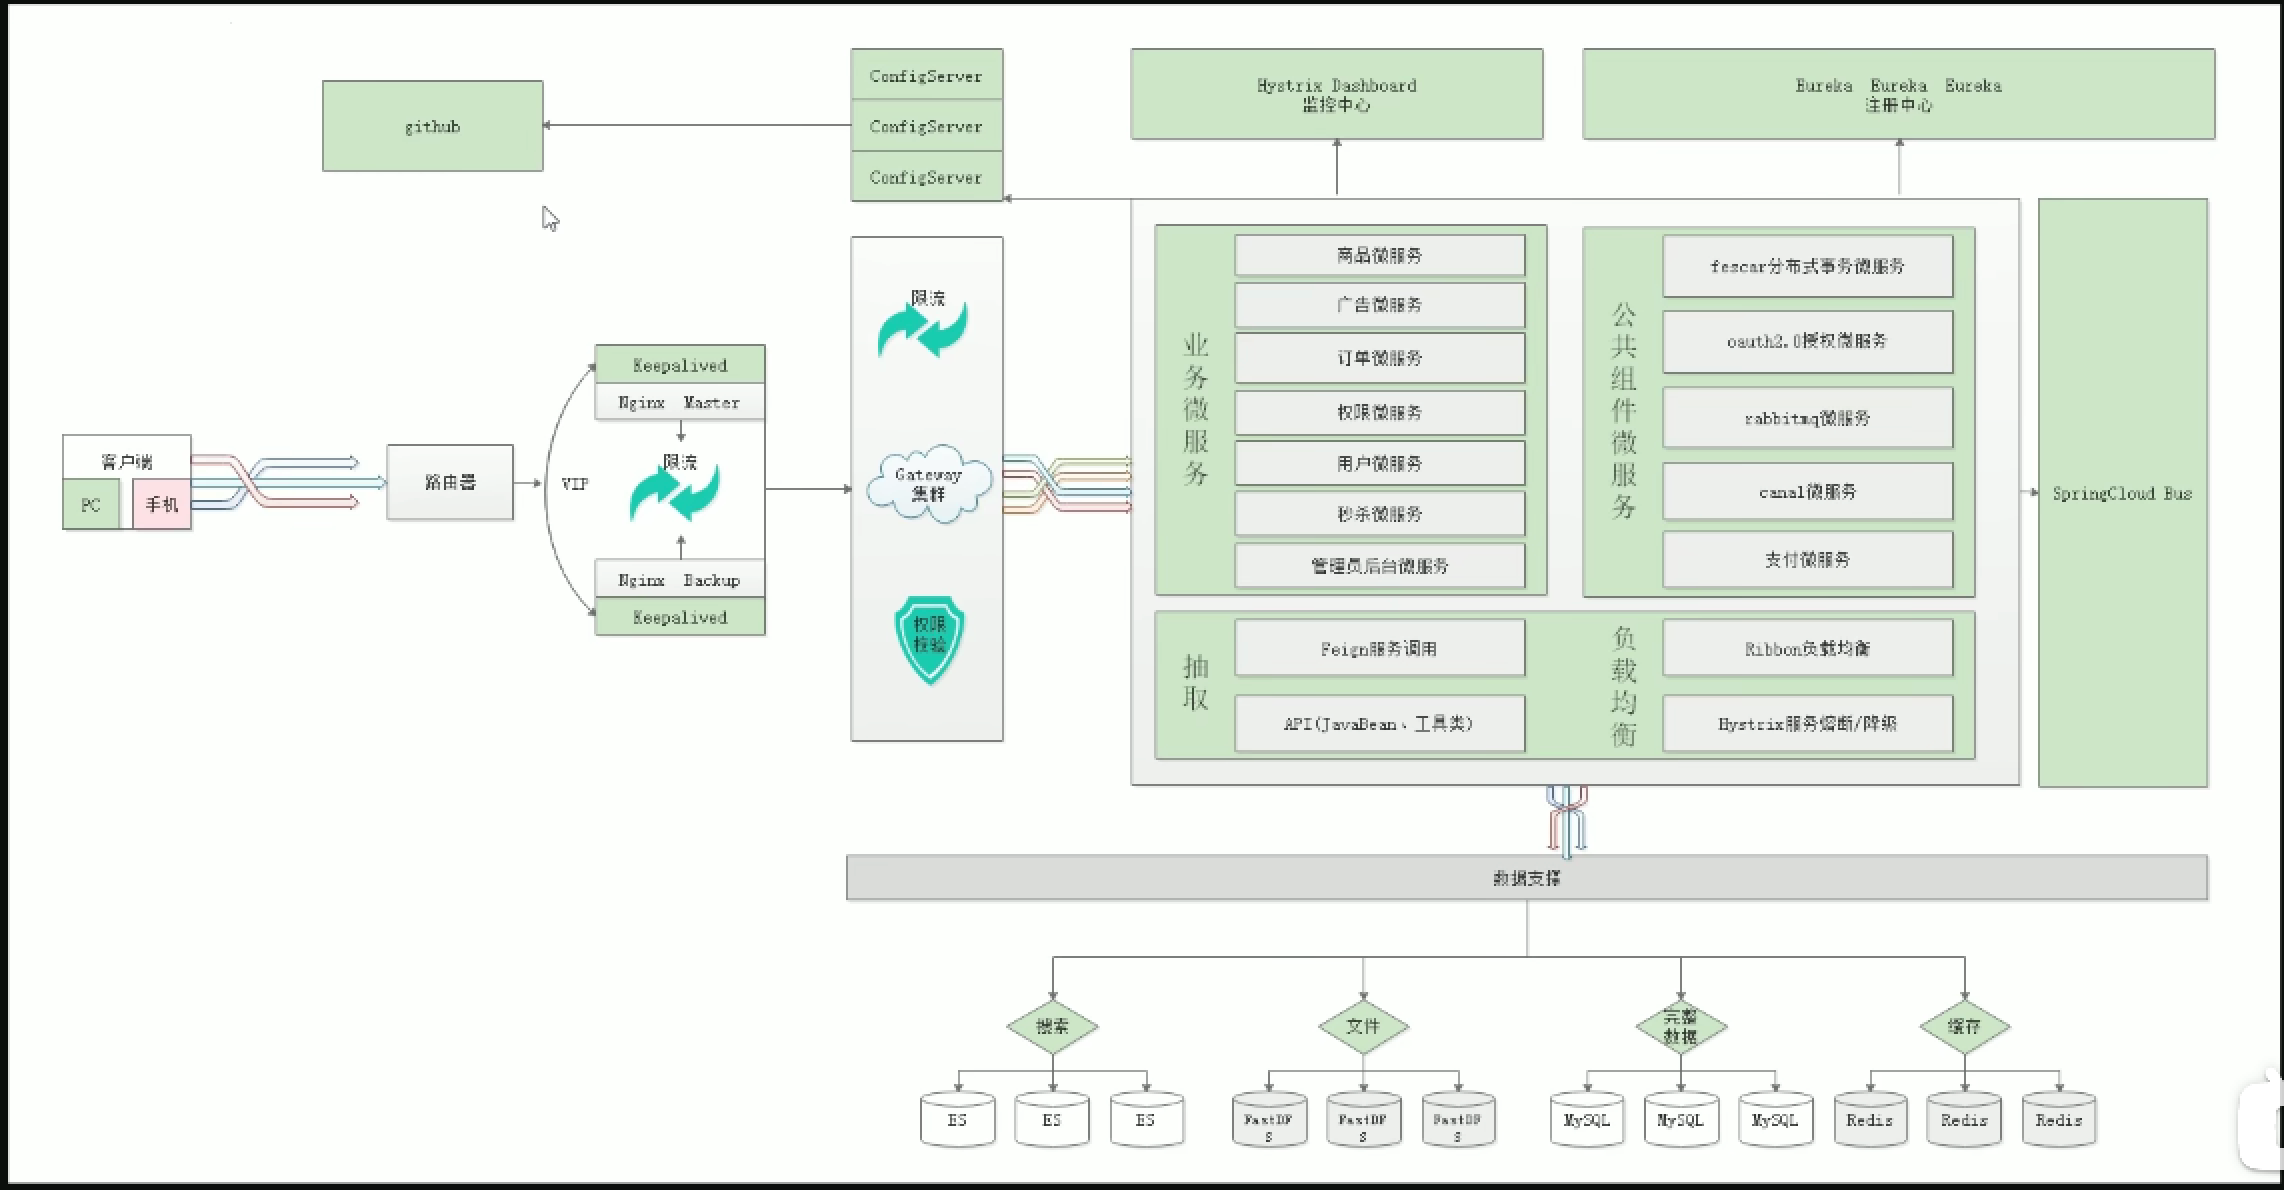 github
ConfigServer
ConfigServer
ConfigServer
Hystrix Dashboard
监控中心
Eureka Eureka Eureka
注册中心
客户端
PC
手机
路由器
VIP
Keepalived
Nginx Master
限流
Nginx Backup
Keepalived
限流
Gateway
集群
权限
校验
业务微服务
商品微服务
广告微服务
订单微服务
权限微服务
用户微服务
秒杀微服务
管理员后台微服务
公共组件微服务
fescar分布式事务微服务
oauth2.0授权微服务
rabbitmq微服务
canal微服务
支付微服务
抽取
Feign服务调用
API(JavaBean、工具类)
负载均衡
Ribbon负载均衡
Hystrix服务熔断/降级
SpringCloud Bus
数据支撑
搜索
文件
完整
数据
缓存
ES
ES
ES
FastDF
S
FastDF
S
FastDF
S
MySQL
MySQL
MySQL
Redis
Redis
Redis